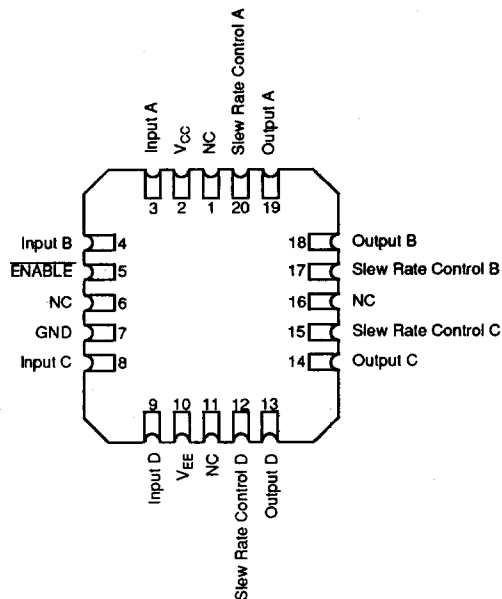 Input A
VCC
NC
Slew Rate Control A
Output A
3
2
1
20
19
Input B 4
ENABLE 5
NC 6
GND 7
Input C 8
18 Output B
17 Slew Rate Control B
16 NC
15 Slew Rate Control C
14 Output C
9
10
11
12
13
Input D
VEE
NC
Slew Rate Control D
Output D